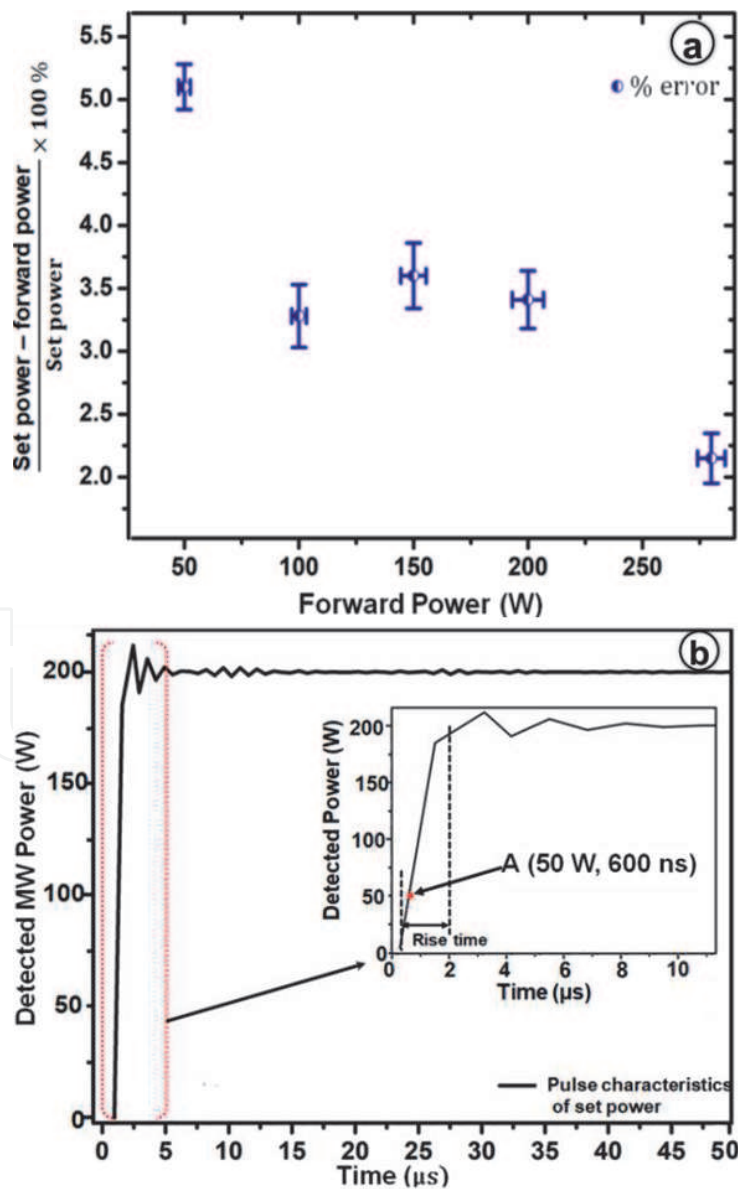 a
% error
Set power – forward power
Set power
× 100 %
5.5
5.0
4.5
4.0
3.5
3.0
2.5
2.0
50
100
150
200
250
Forward Power (W)
b
Detected MW Power (W)
200
150
100
50
0
0
5
10
15
20
25
30
35
40
45
50
Time (µs)
Detected Power (W)
200
150
100
50
0
0
2
4
6
8
10
Time (µs)
A (50 W, 600 ns)
Rise time
Pulse characteristics
of set power